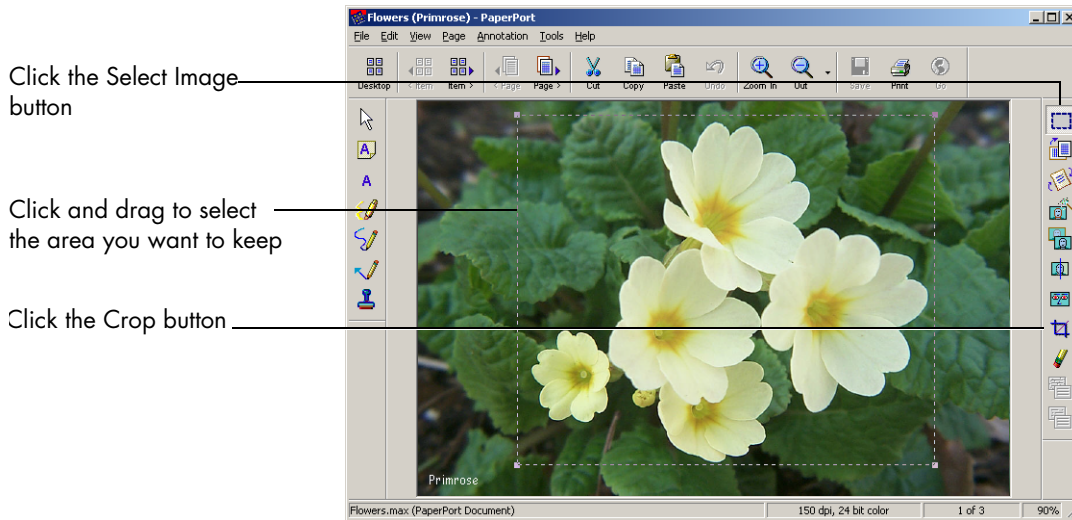 Flowers (Primrose) - PaperPort
File Edit View Page Annotation Tools Help
Desktop < Item Item > < Page Page > Cut Copy Paste Undo Zoom In Out Save Print Go
Click the Select Image
button
Click and drag to select
the area you want to keep
Click the Crop button
A
A
Primrose
Flowers.max (PaperPort Document) 150 dpi, 24 bit color 1 of 3 90%